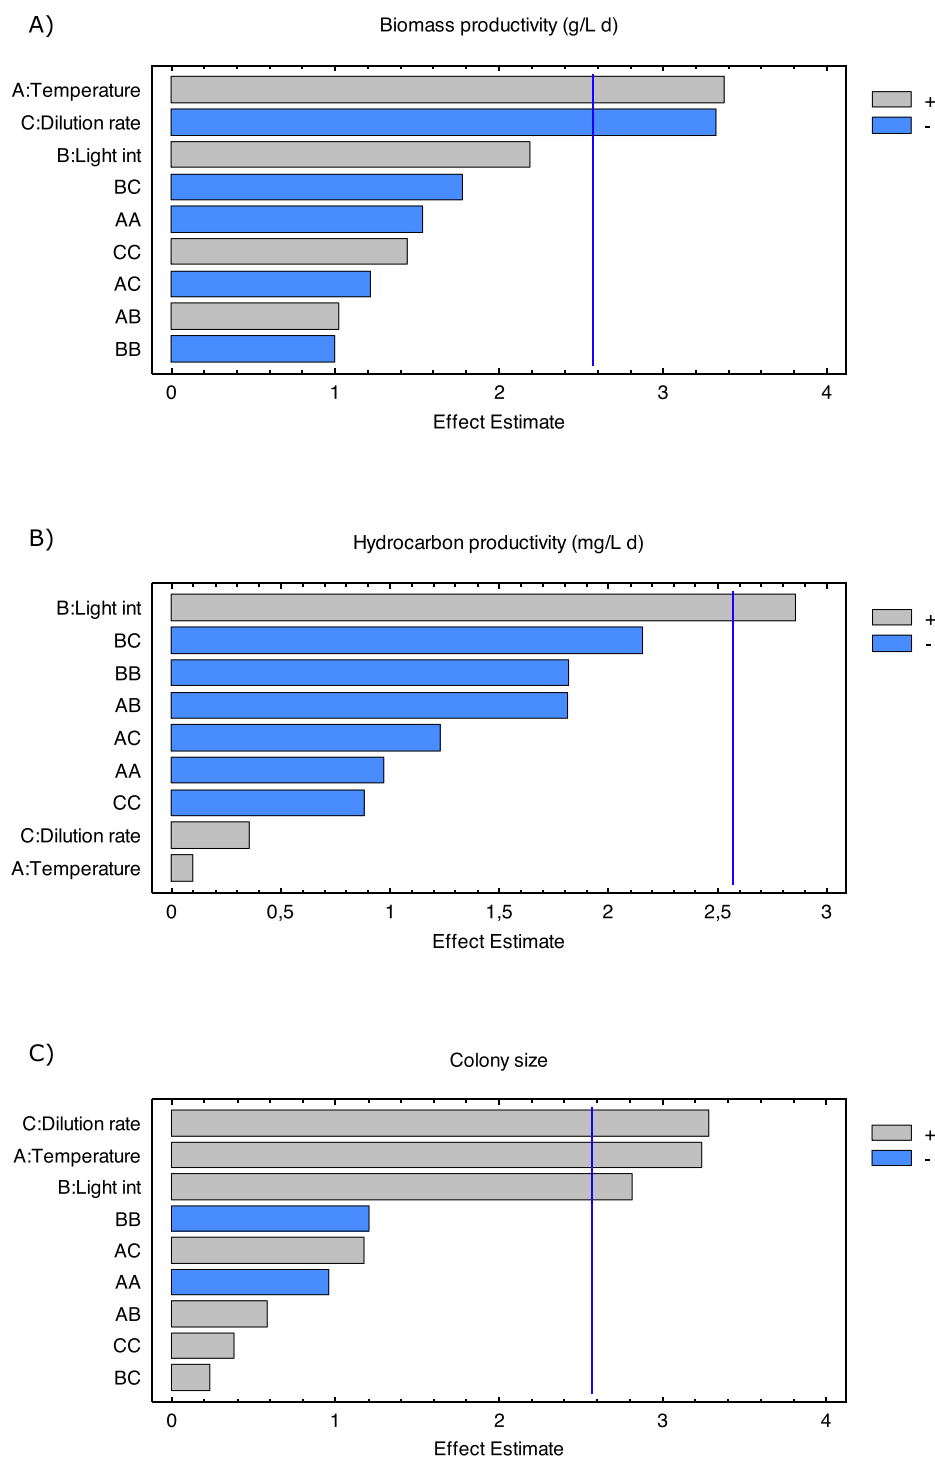 A)
Biomass productivity (g/L d)
A:Temperature
C:Dilution rate
B:Light int
BC
AA
CC
AC
AB
BB
+
-
0 1 2 3 4
Effect Estimate
B)
Hydrocarbon productivity (mg/L d)
B:Light int
BC
BB
AB
AC
AA
CC
C:Dilution rate
A:Temperature
+
-
0 0,5 1 1,5 2 2,5 3
Effect Estimate
C)
Colony size
C:Dilution rate
A:Temperature
B:Light int
BB
AC
AA
AB
CC
BC
+
-
0 1 2 3 4
Effect Estimate